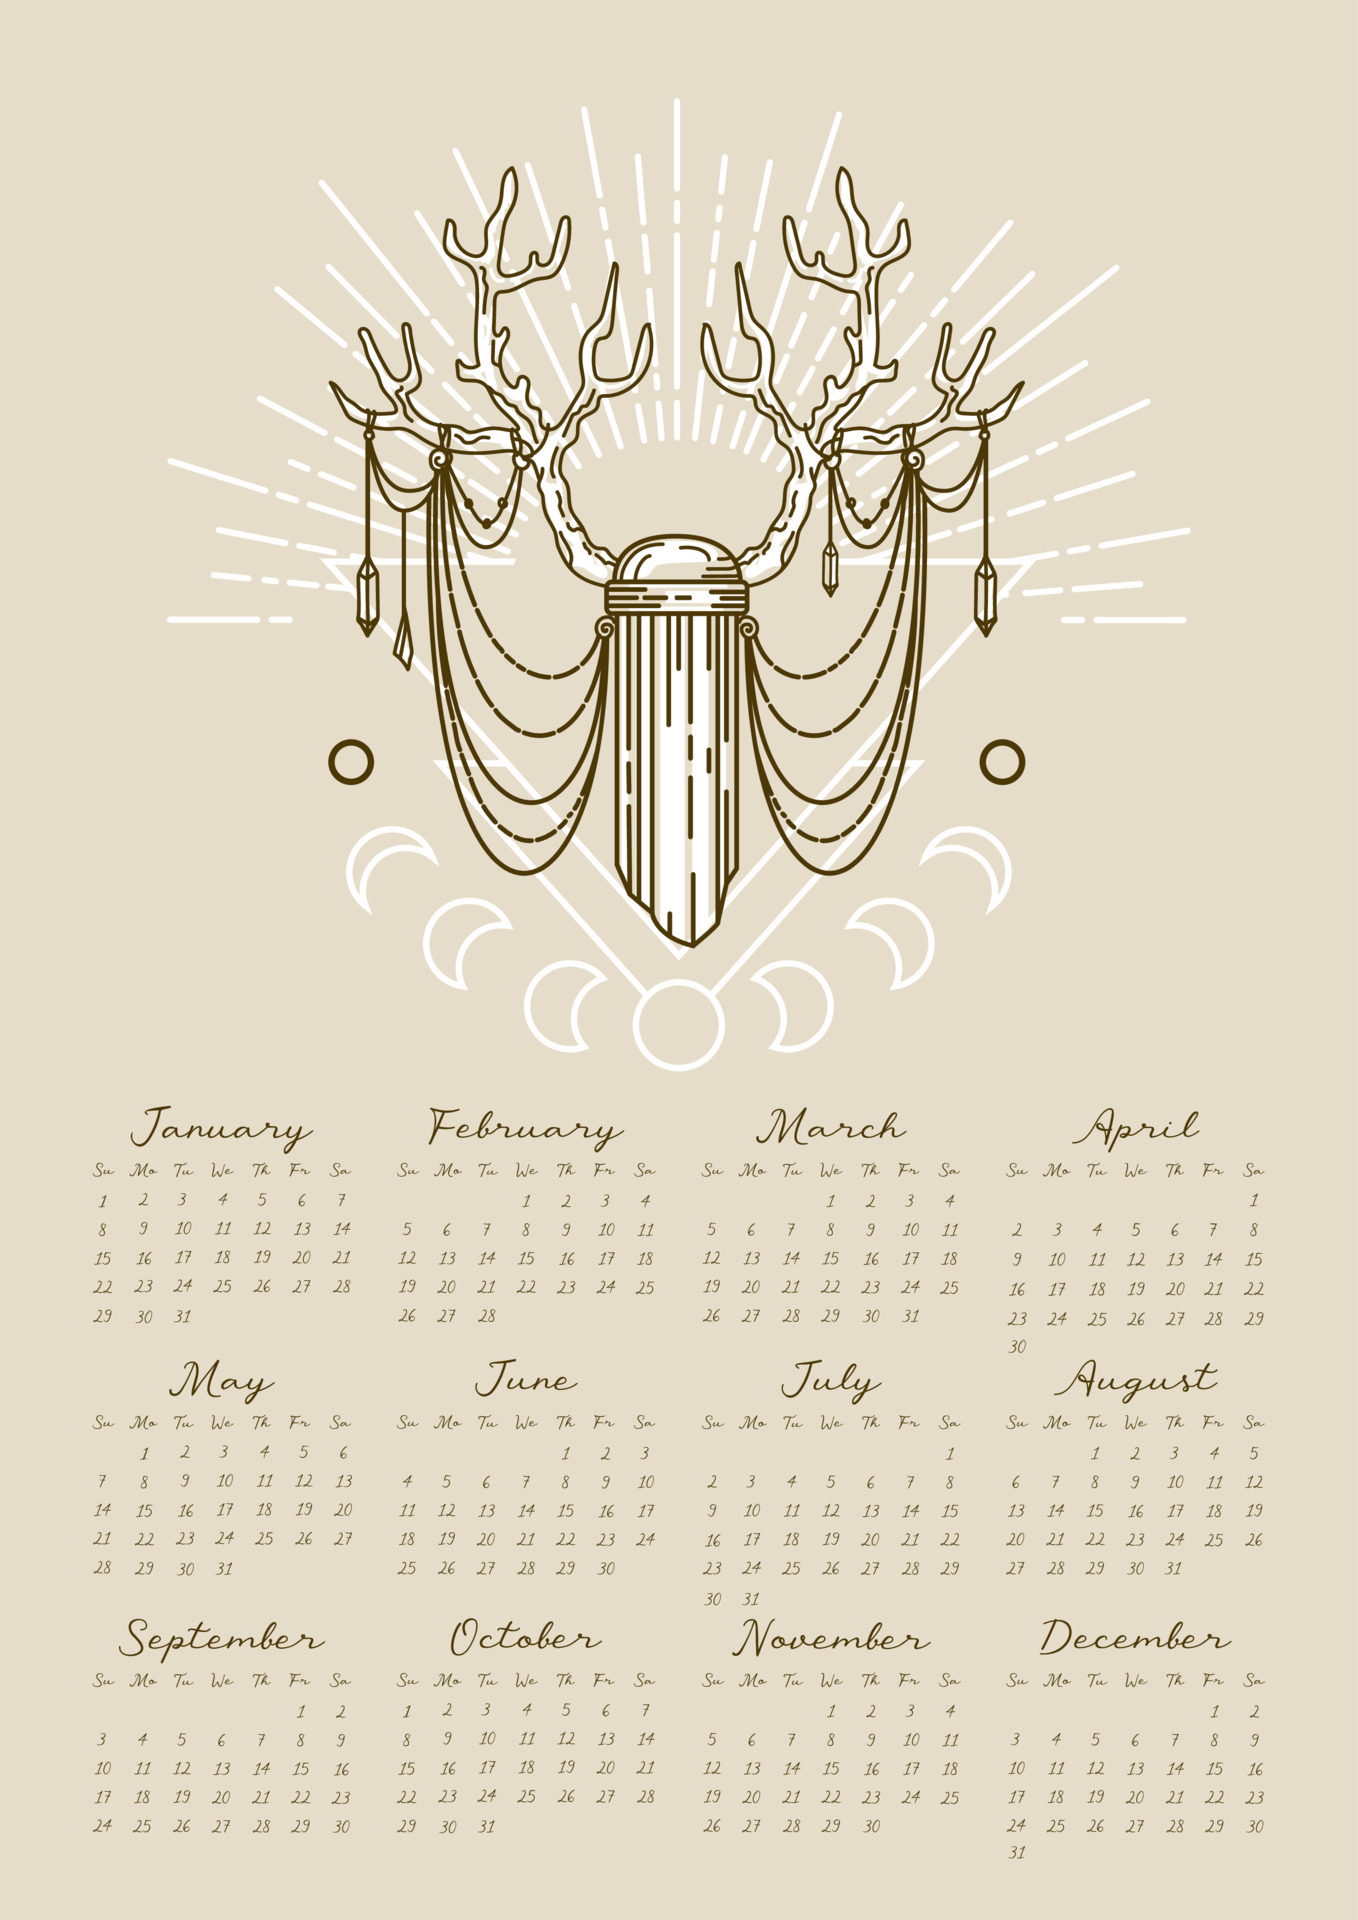 January February March April
Su Mo Tu We Th Fr Sa Su Mo Tu We Th Fr Sa Su Mo Tu We Th Fr Sa Su Mo Tu We Th Fr Sa
1 2 3 4 5 6 7 1 2 3 4 1 2 3 4 1
8 9 10 11 12 13 14 5 6 7 8 9 10 11 5 6 7 8 9 10 11 2 3 4 5 6 7 8
15 16 17 18 19 20 21 12 13 14 15 16 17 18 12 13 14 15 16 17 18 9 10 11 12 13 14 15
22 23 24 25 26 27 28 19 20 21 22 23 24 25 19 20 21 22 23 24 25 16 17 18 19 20 21 22
29 30 31 26 27 28 26 27 28 29 30 31 23 24 25 26 27 28 29
30
May June July August
Su Mo Tu We Th Fr Sa Su Mo Tu We Th Fr Sa Su Mo Tu We Th Fr Sa Su Mo Tu We Th Fr Sa
1 2 3 4 5 6 1 2 3 1 1 2 3 4 5
7 8 9 10 11 12 13 4 5 6 7 8 9 10 2 3 4 5 6 7 8 6 7 8 9 10 11 12
14 15 16 17 18 19 20 11 12 13 14 15 16 17 9 10 11 12 13 14 15 13 14 15 16 17 18 19
21 22 23 24 25 26 27 18 19 20 21 22 23 24 16 17 18 19 20 21 22 20 21 22 23 24 25 26
28 29 30 31 25 26 27 28 29 30 23 24 25 26 27 28 29 27 28 29 30 31
30 31
September October November December
Su Mo Tu We Th Fr Sa Su Mo Tu We Th Fr Sa Su Mo Tu We Th Fr Sa Su Mo Tu We Th Fr Sa
1 2 1 2 3 4 5 6 7 1 2 3 4 1 2
3 4 5 6 7 8 9 8 9 10 11 12 13 14 5 6 7 8 9 10 11 3 4 5 6 7 8 9
10 11 12 13 14 15 16 15 16 17 18 19 20 21 12 13 14 15 16 17 18 10 11 12 13 14 15 16
17 18 19 20 21 22 23 22 23 24 25 26 27 28 19 20 21 22 23 24 25 17 18 19 20 21 22 23
24 25 26 27 28 29 30 29 30 31 26 27 28 29 30 24 25 26 27 28 29 30
31